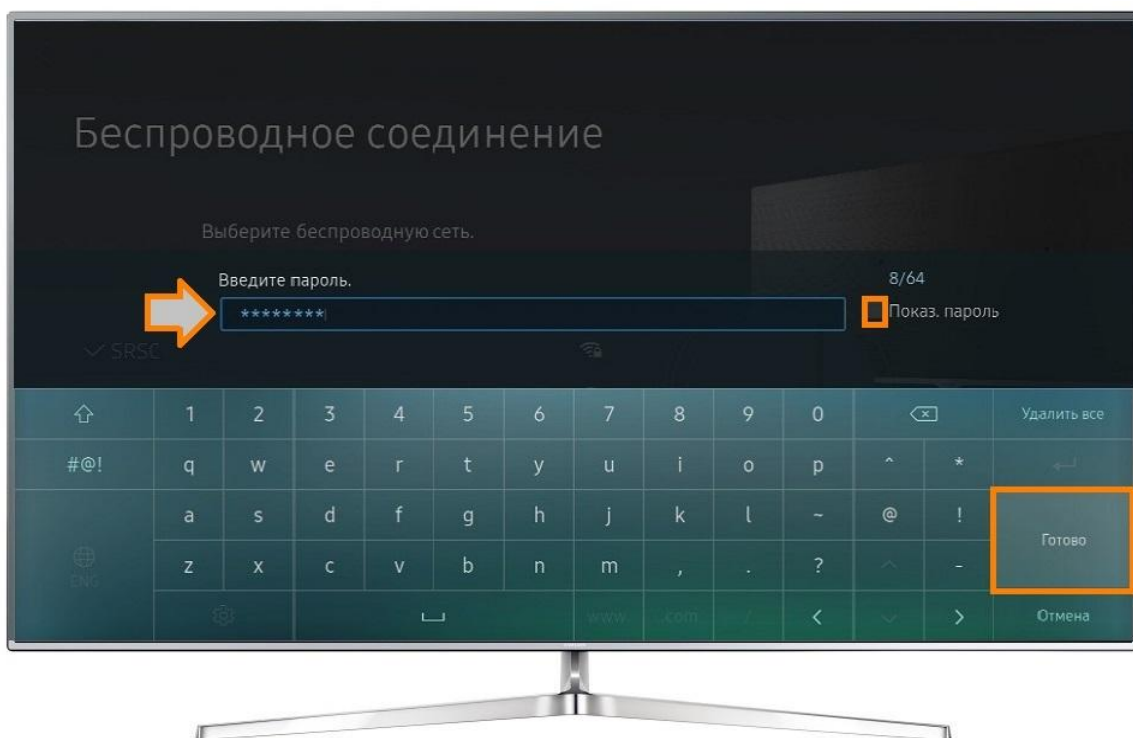 Беспроводное соединение
Выберите беспроводную сеть.
Введите пароль.
8/64
********
Показ. пароль
SRSC
1 2 3 4 5 6 7 8 9 0 Удалить все
#@! q w e r t y u i o p ^ *
a s d f g h j k l ~ @ !
Готово
ENG z x c v b n m , . ? ^ -
www. .com / < > Отмена